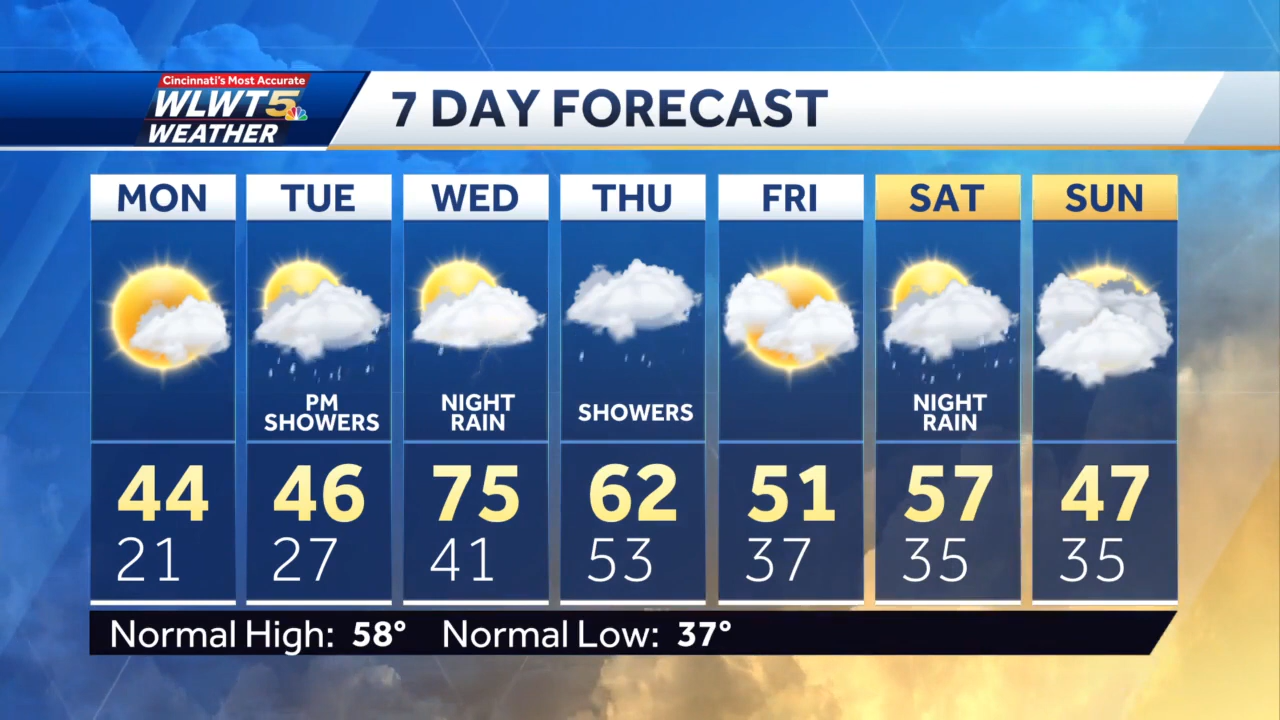 Cincinnati's Most Accurate
WLWT5
WEATHER
7 DAY FORECAST
MON TUE WED THU FRI SAT SUN
PM SHOWERS
NIGHT RAIN
SHOWERS
NIGHT RAIN
44 46 75 62 51 57 47
21 27 41 53 37 35 35
Normal High: 58° Normal Low: 37°